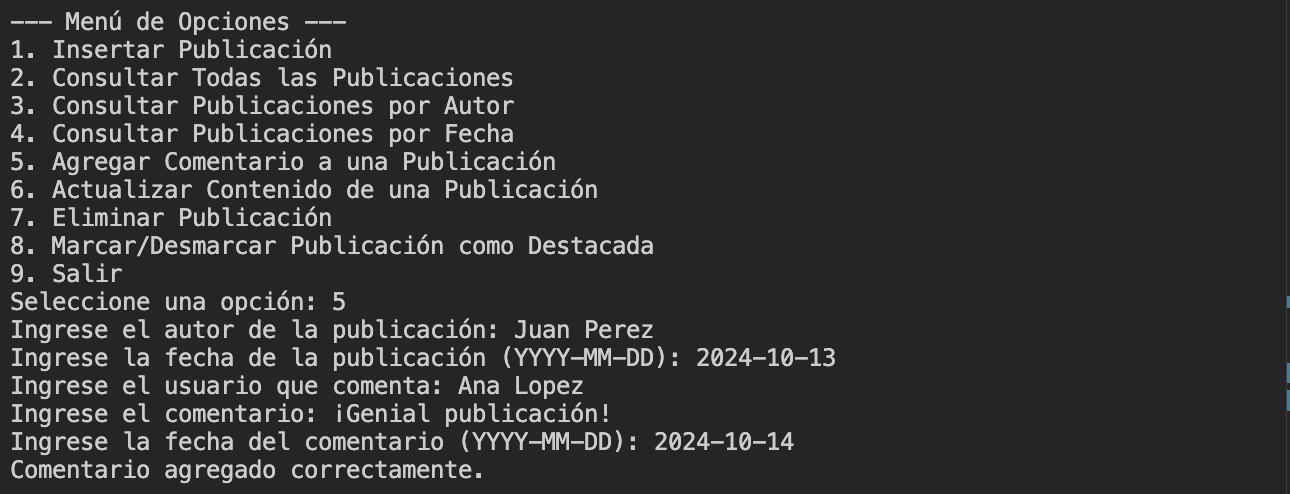 --- Menú de Opciones ---
1. Insertar Publicación
2. Consultar Todas las Publicaciones
3. Consultar Publicaciones por Autor
4. Consultar Publicaciones por Fecha
5. Agregar Comentario a una Publicación
6. Actualizar Contenido de una Publicación
7. Eliminar Publicación
8. Marcar/Desmarcar Publicación como Destacada
9. Salir
Seleccione una opción: 5
Ingrese el autor de la publicación: Juan Perez
Ingrese la fecha de la publicación (YYYY-MM-DD): 2024-10-13
Ingrese el usuario que comenta: Ana Lopez
Ingrese el comentario: ¡Genial publicación!
Ingrese la fecha del comentario (YYYY-MM-DD): 2024-10-14
Comentario agregado correctamente.